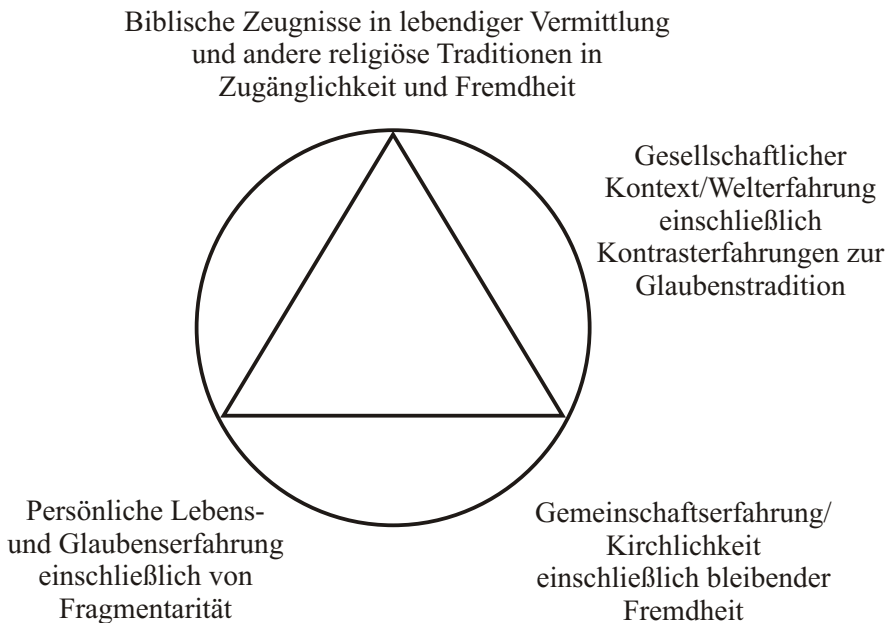 Biblische Zeugnisse in lebendiger Vermittlung
und andere religiöse Traditionen in
Zugänglichkeit und Fremdheit
Gesellschaftlicher
Kontext/Welterfahrung
einschließlich
Kontrasterfahrungen zur
Glaubenstradition
Persönliche Lebens-
und Glaubenserfahrung
einschließlich von
Fragmentarität
Gemeinschaftserfahrung/
Kirchlichkeit
einschließlich bleibender
Fremdheit